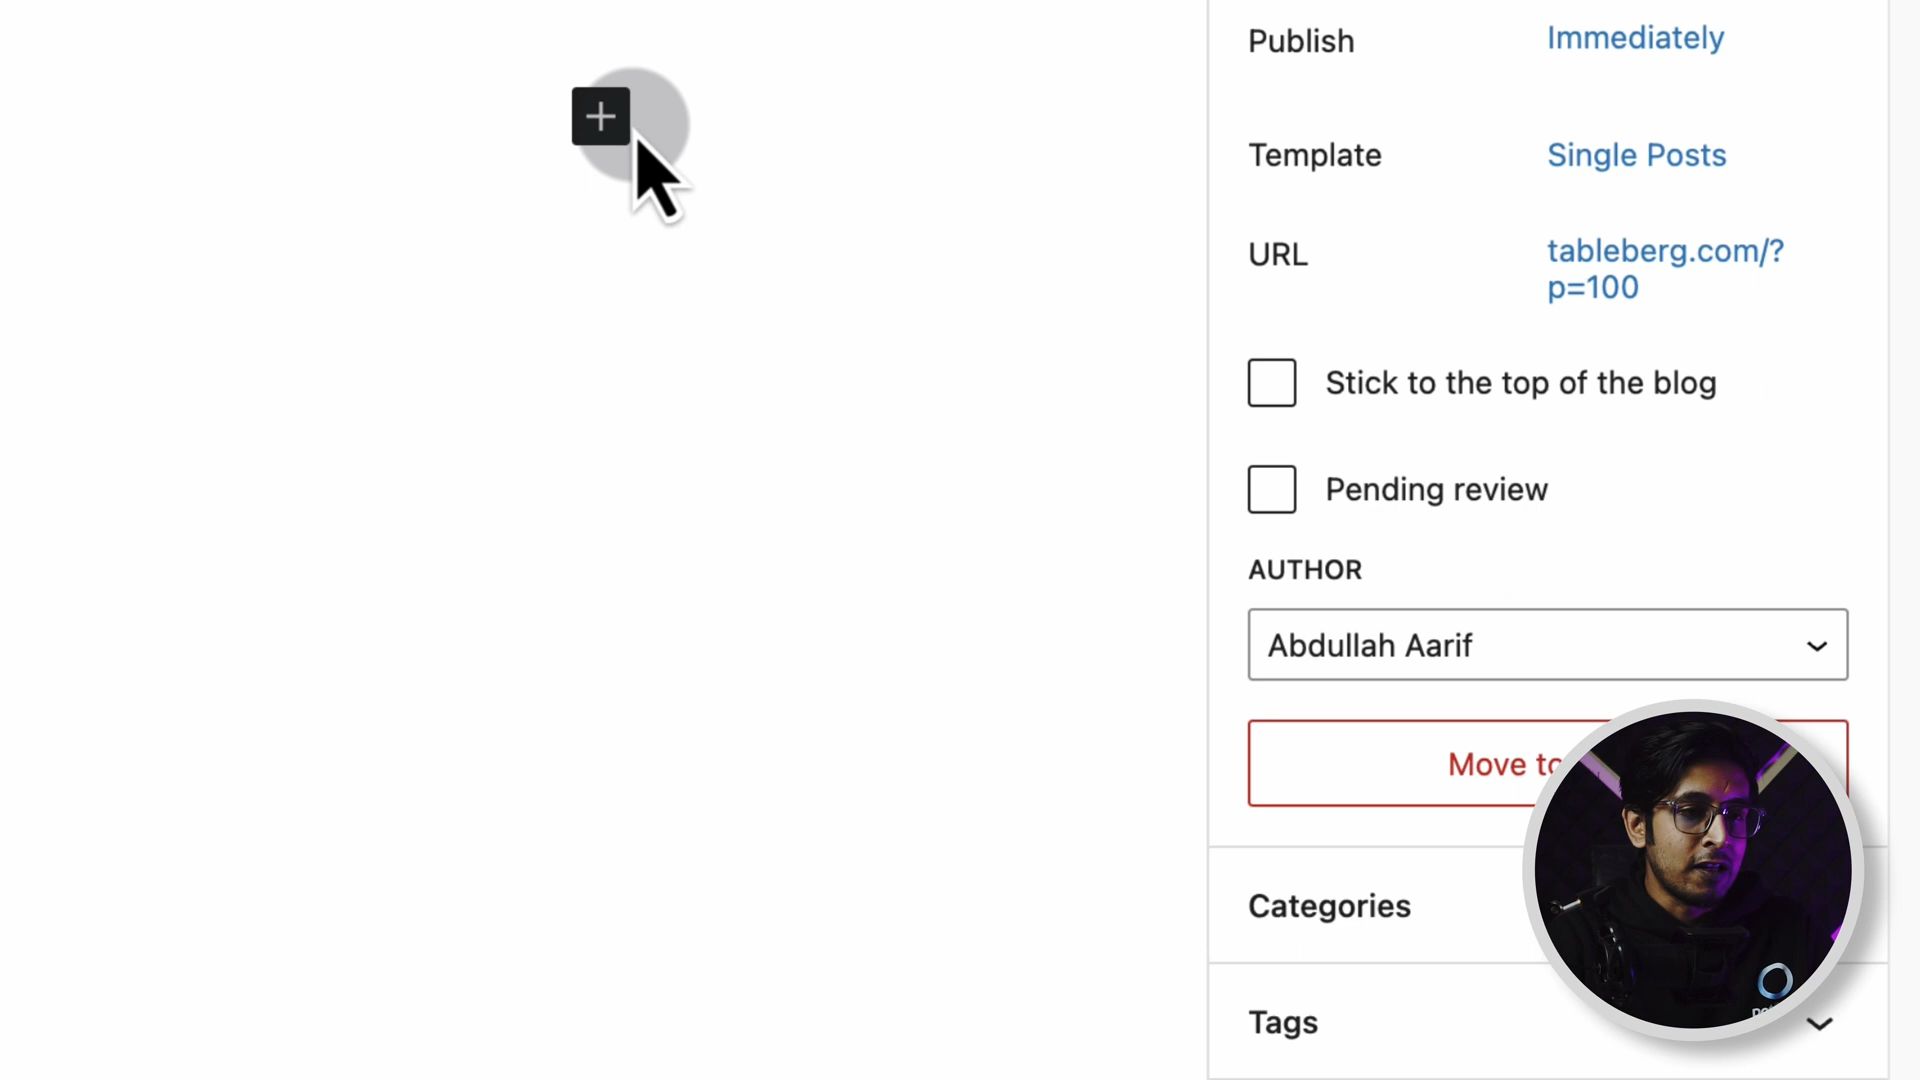 Publish
Immediately
Template
Single Posts
URL
tableberg.com/?
p=100
Stick to the top of the blog
Pending review
AUTHOR
Abdullah Aarif
Move
Categories
Tags